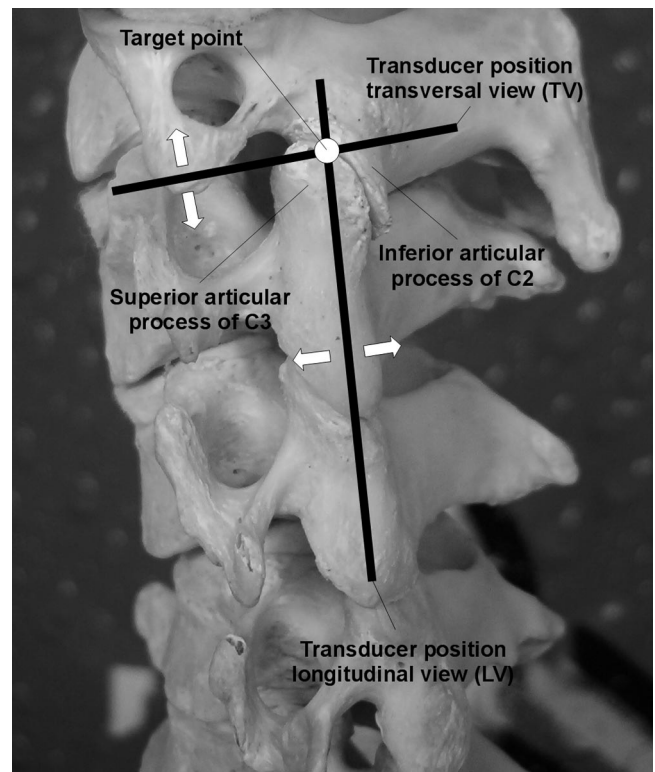 Target point
Transducer position
transversal view (TV)
Inferior articular
process of C2
Superior articular
process of C3
Transducer position
longitudinal view (LV)